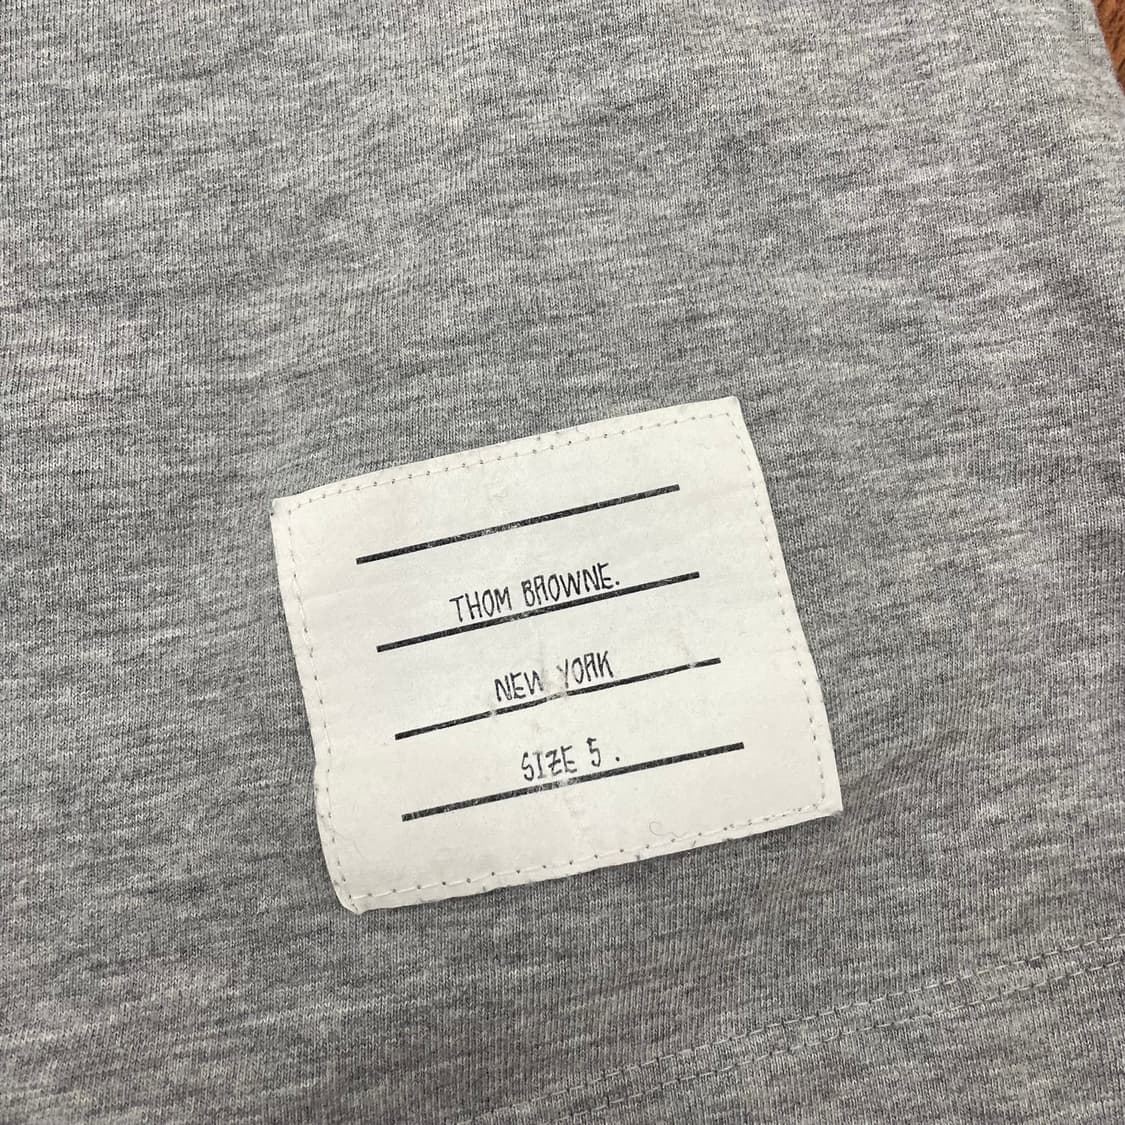 THOM BROWNE.
NEW YORK
SIZE 5 .